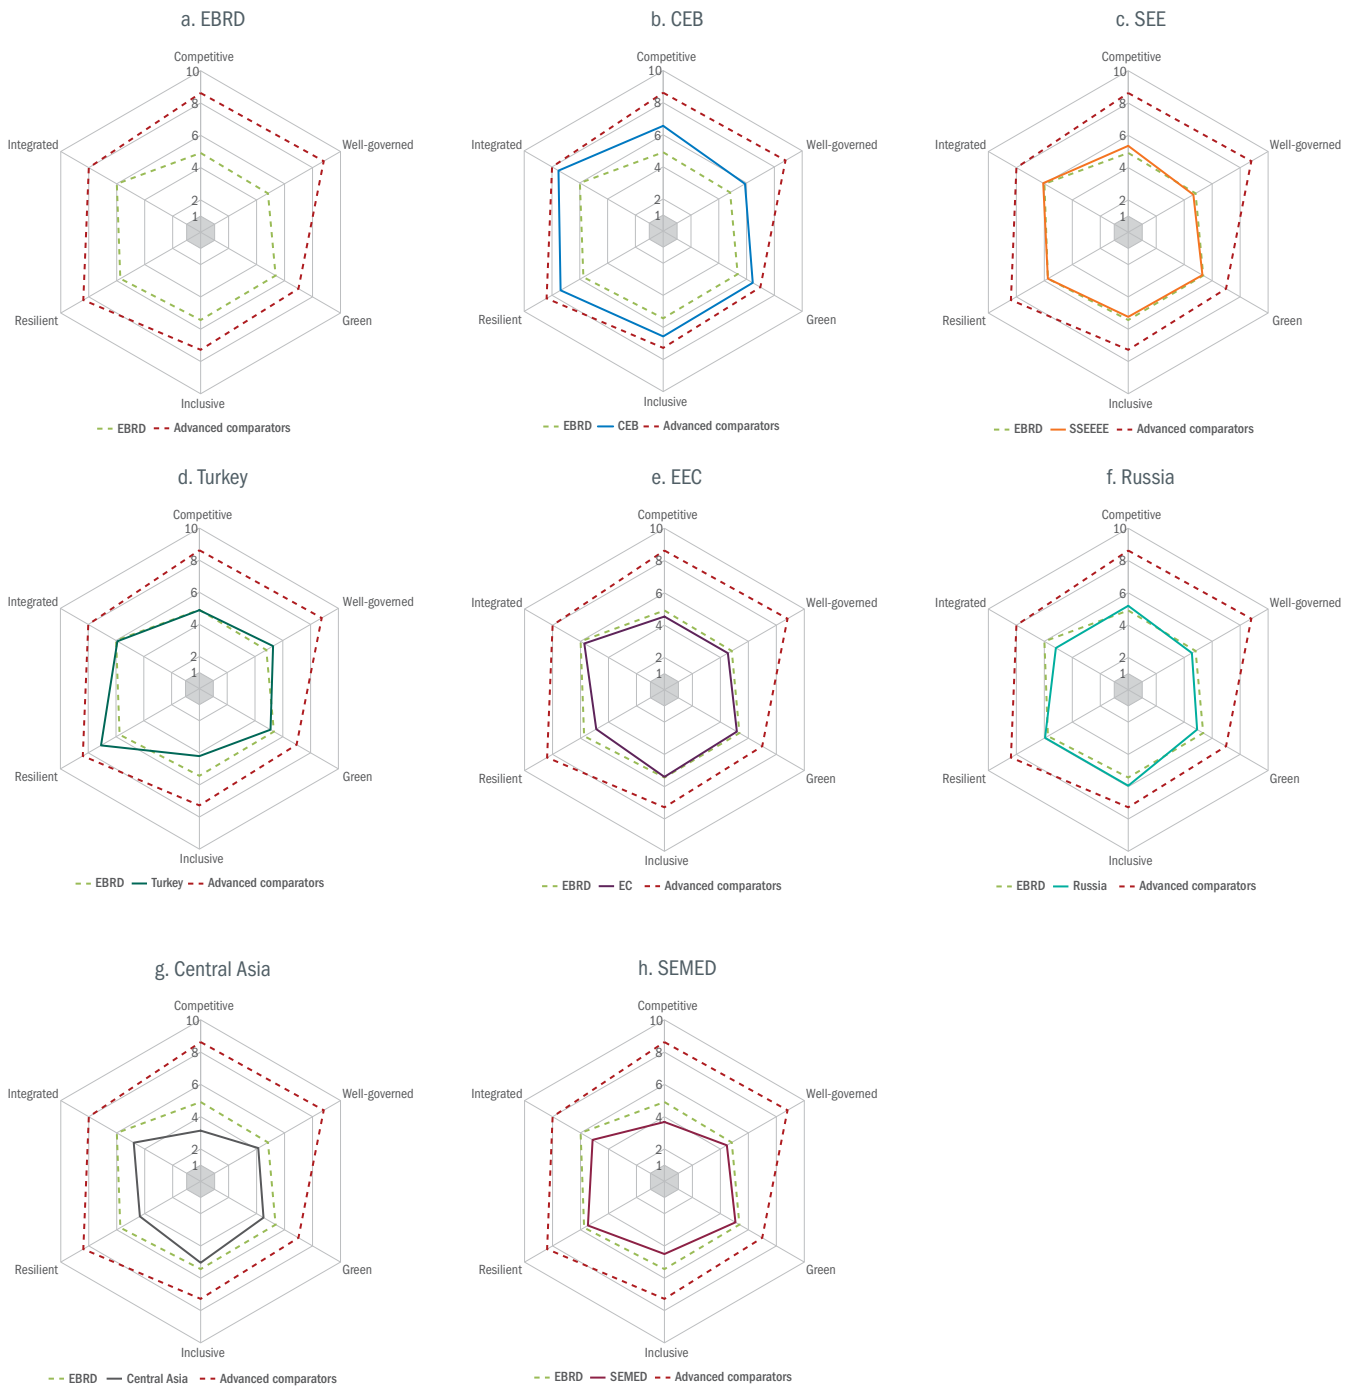 a. EBRD
Competitive
10
8
6
4
2
1
Integrated
Well-governed
Resilient
Green
Inclusive
EBRD Advanced comparators
b. CEB
Competitive
10
8
6
4
2
1
Integrated
Well-governed
Resilient
Green
Inclusive
EBRD CEB Advanced comparators
c. SEE
Competitive
10
8
6
4
2
1
Integrated
Well-governed
Resilient
Green
Inclusive
EBRD SSEEEE Advanced comparators
d. Turkey
Competitive
10
8
6
4
2
1
Integrated
Well-governed
Resilient
Green
Inclusive
EBRD Turkey Advanced comparators
e. EEC
Competitive
10
8
6
4
2
1
Integrated
Well-governed
Resilient
Green
Inclusive
EBRD EC Advanced comparators
f. Russia
Competitive
10
8
6
4
2
1
Integrated
Well-governed
Resilient
Green
Inclusive
EBRD Russia Advanced comparators
g. Central Asia
Competitive
10
8
6
4
2
1
Integrated
Well-governed
Resilient
Green
Inclusive
EBRD Central Asia Advanced comparators
h. SEMED
Competitive
10
8
6
4
2
1
Integrated
Well-governed
Resilient
Green
Inclusive
EBRD SEMED Advanced comparators